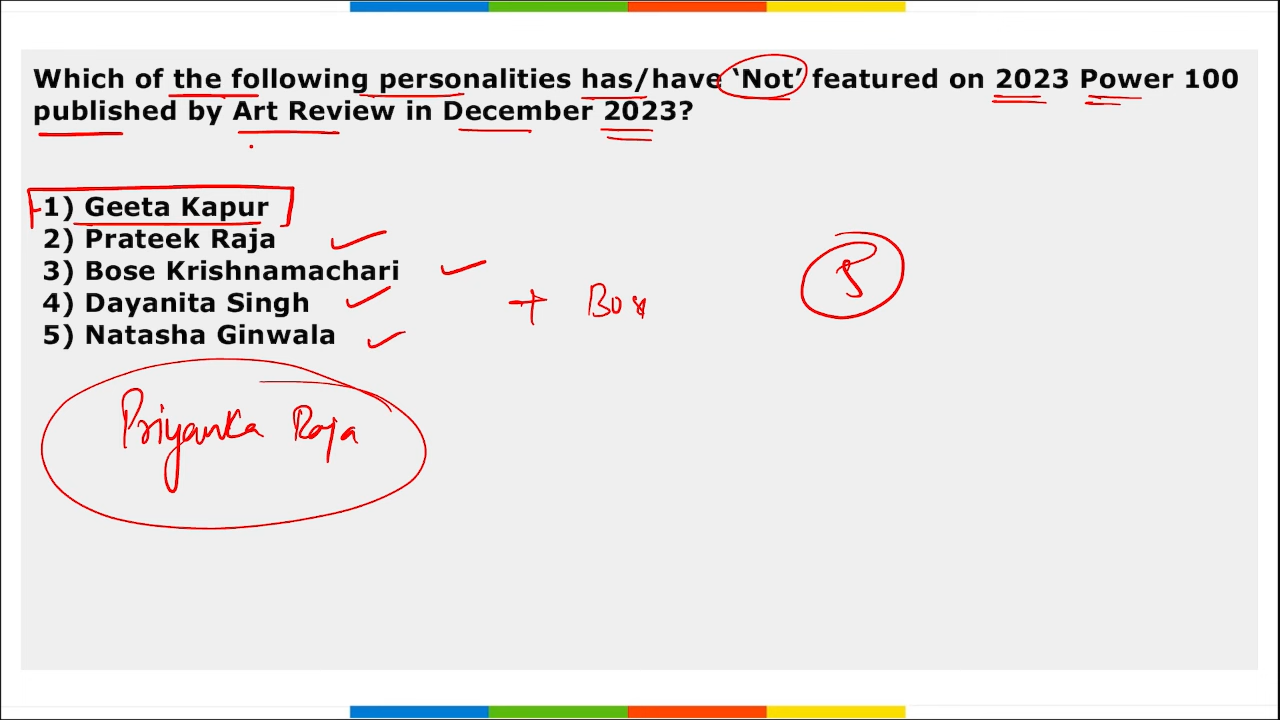 Which of the following personalities has/have ‘Not’ featured on 2023 Power 100
published by Art Review in December 2023?
1) Geeta Kapur
2) Prateek Raja
3) Bose Krishnamachari
4) Dayanita Singh
5) Natasha Ginwala
+
5
Priyanka Raja